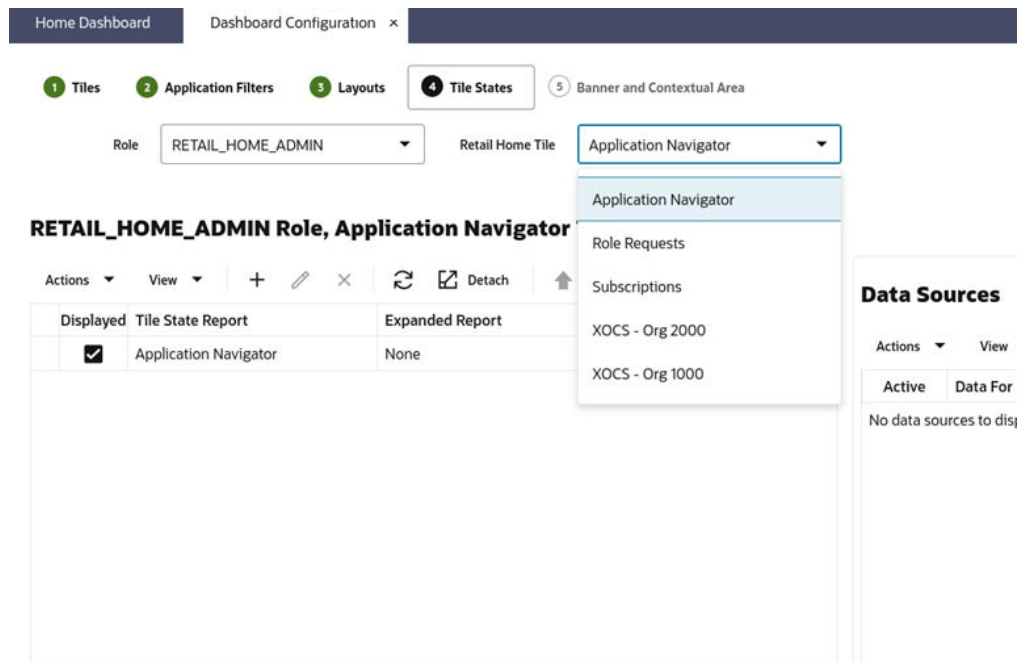 Home Dashboard Dashboard Configuration ×
1 Tiles 2 Application Filters 3 Layouts 4 Tile States 5 Banner and Contextual Area
Role RETAIL_HOME_ADMIN Retail Home Tile Application Navigator
Application Navigator
Role Requests
Subscriptions
XOCS - Org 2000
XOCS - Org 1000
RETAIL_HOME_ADMIN Role, Application Navigator
Actions View Detach
Displayed Tile State Report Expanded Report
Application Navigator None
Data Sources
Actions View
Active Data For
No data sources to disp